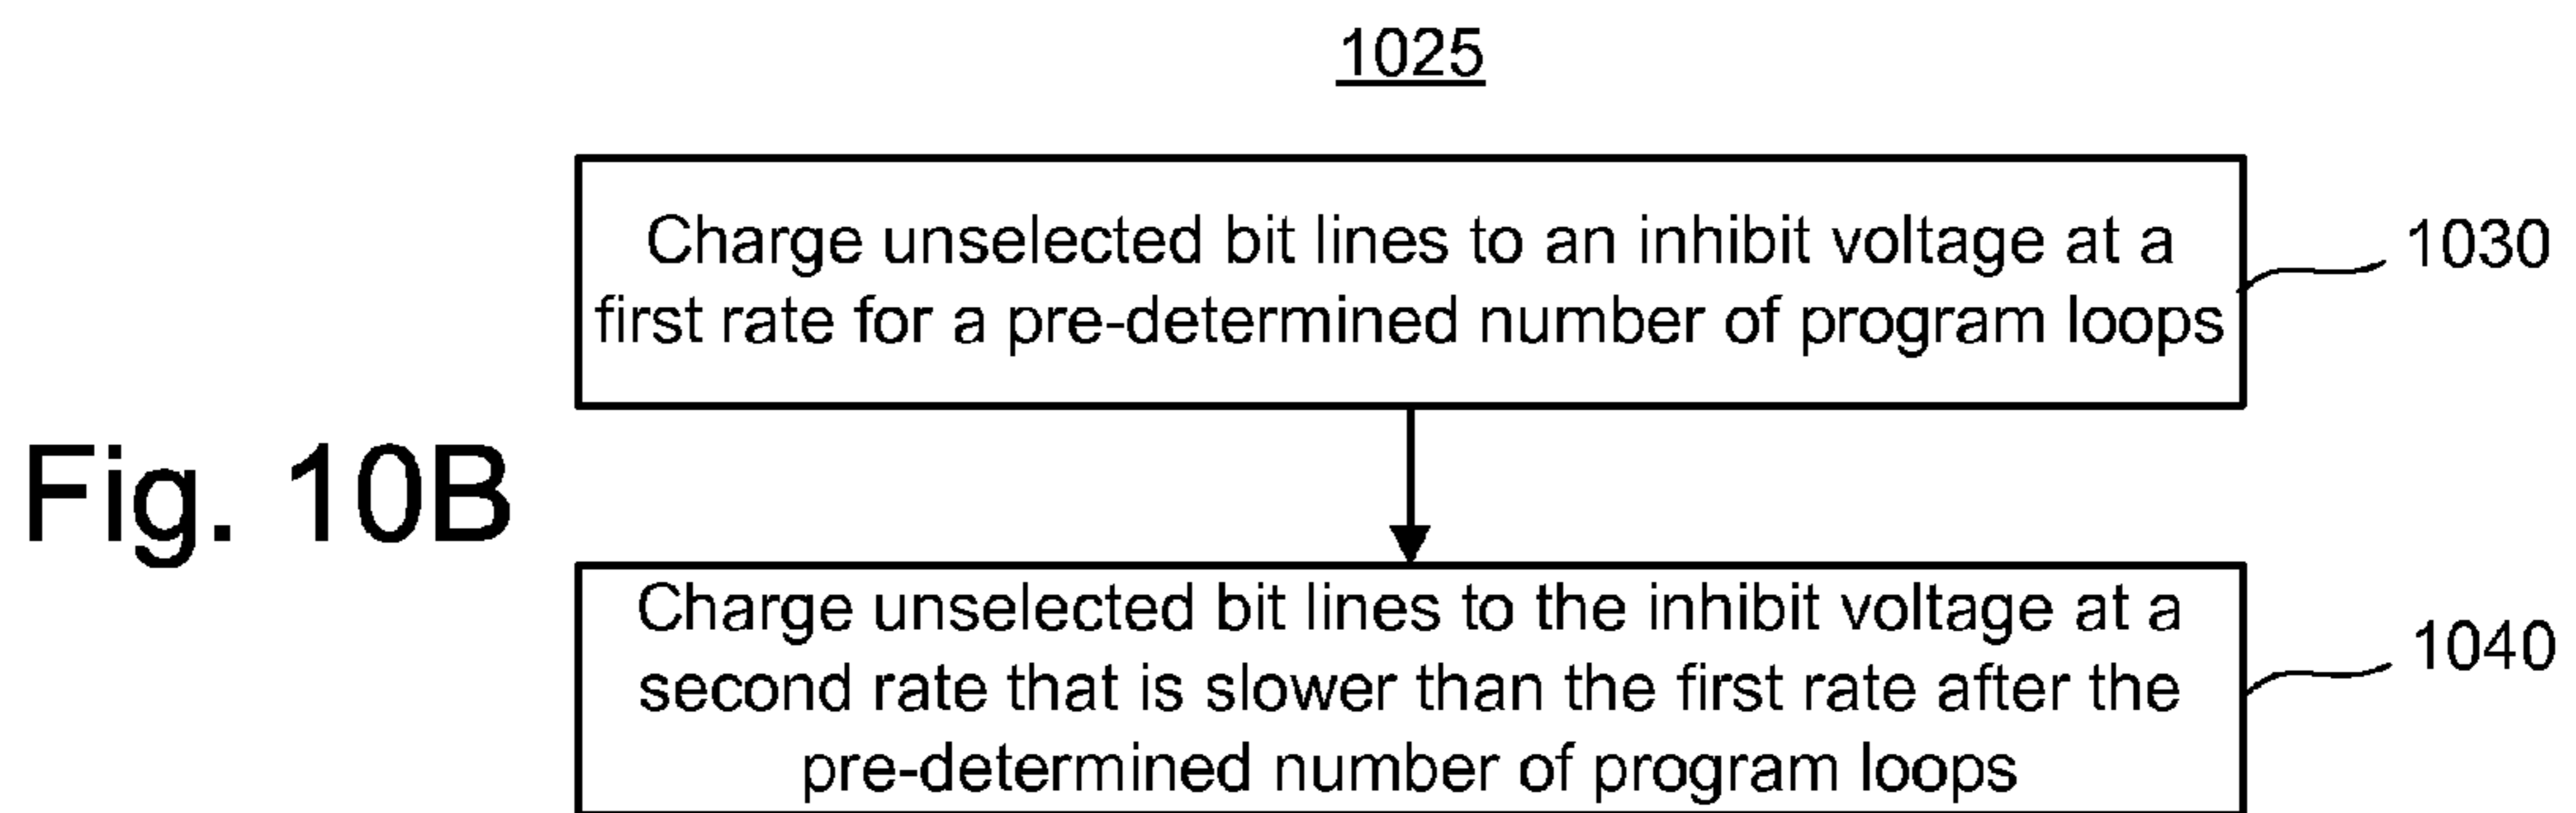 1025
Charge unselected bit lines to an inhibit voltage at a
first rate for a pre-determined number of program loops
1030
Fig. 10B
Charge unselected bit lines to the inhibit voltage at a
second rate that is slower than the first rate after the
pre-determined number of program loops
1040